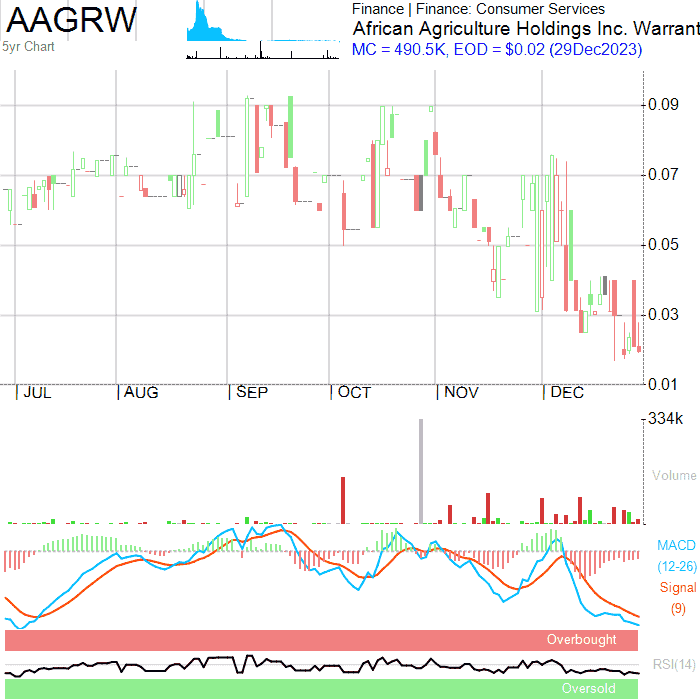 AAGRW
5yr Chart
Finance | Finance: Consumer Services
African Agriculture Holdings Inc. Warrant
MC = 490.5K, EOD = $0.02 (29Dec2023)
0.09
0.07
0.05
0.03
0.01
JUL AUG SEP OCT NOV DEC
334k
Volume
MACD
(12-26)
Signal
(9)
Overbought
RSI(14)
Oversold